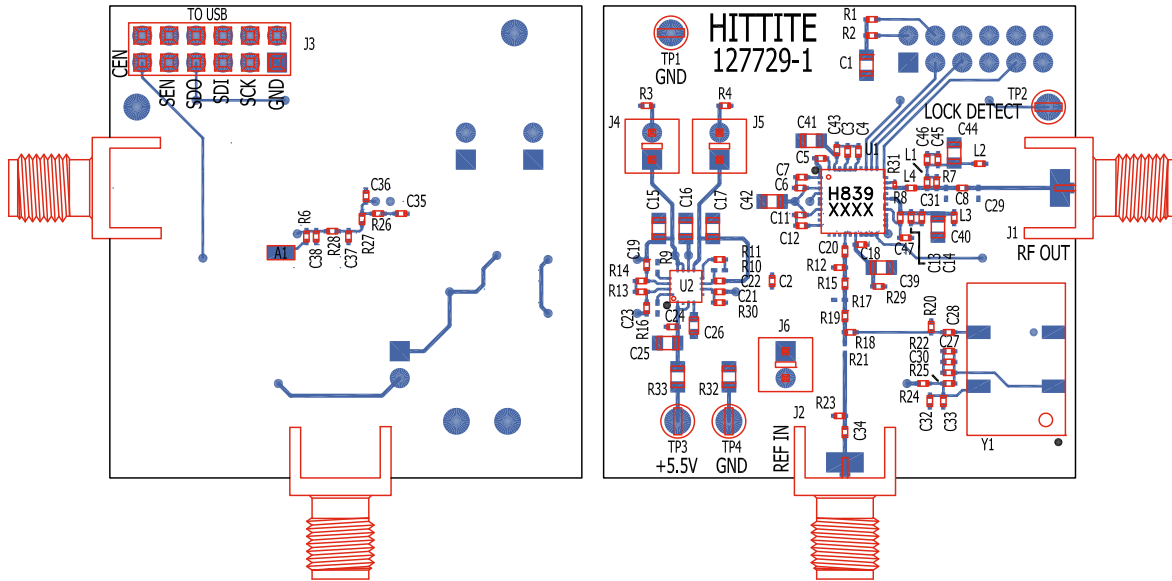 TO USB
J3
CEN
SEN
SDO
SDI
SCK
GND
C36
C35
R26
R27
R6
C38
R28
C37
A1
HITTITE
127729-1
TP1
GND
R1
R2
C1
TP2
LOCK DETECT
R3
R4
J4
J5
C41
C43
C3
C4
U1
C5
C7
C6
C42
C11
C12
H839
XXXX
R31
C46
C45
C44
L1
L2
L4
R7
R8
C31
C8
C29
L3
C40
C47
C13
C14
J1
RF OUT
C15
C16
C17
C19
R9
R11
R10
R14
R13
U2
C22
C21
R30
C2
C23
R16
C24
C25
C26
C20
R12
R15
C18
C39
R29
R17
R19
R18
R21
R20
C28
R22
C27
C30
R25
R24
C32
C33
Y1
J6
R33
R32
R23
C34
J2
REF IN
TP3
+5.5V
TP4
GND